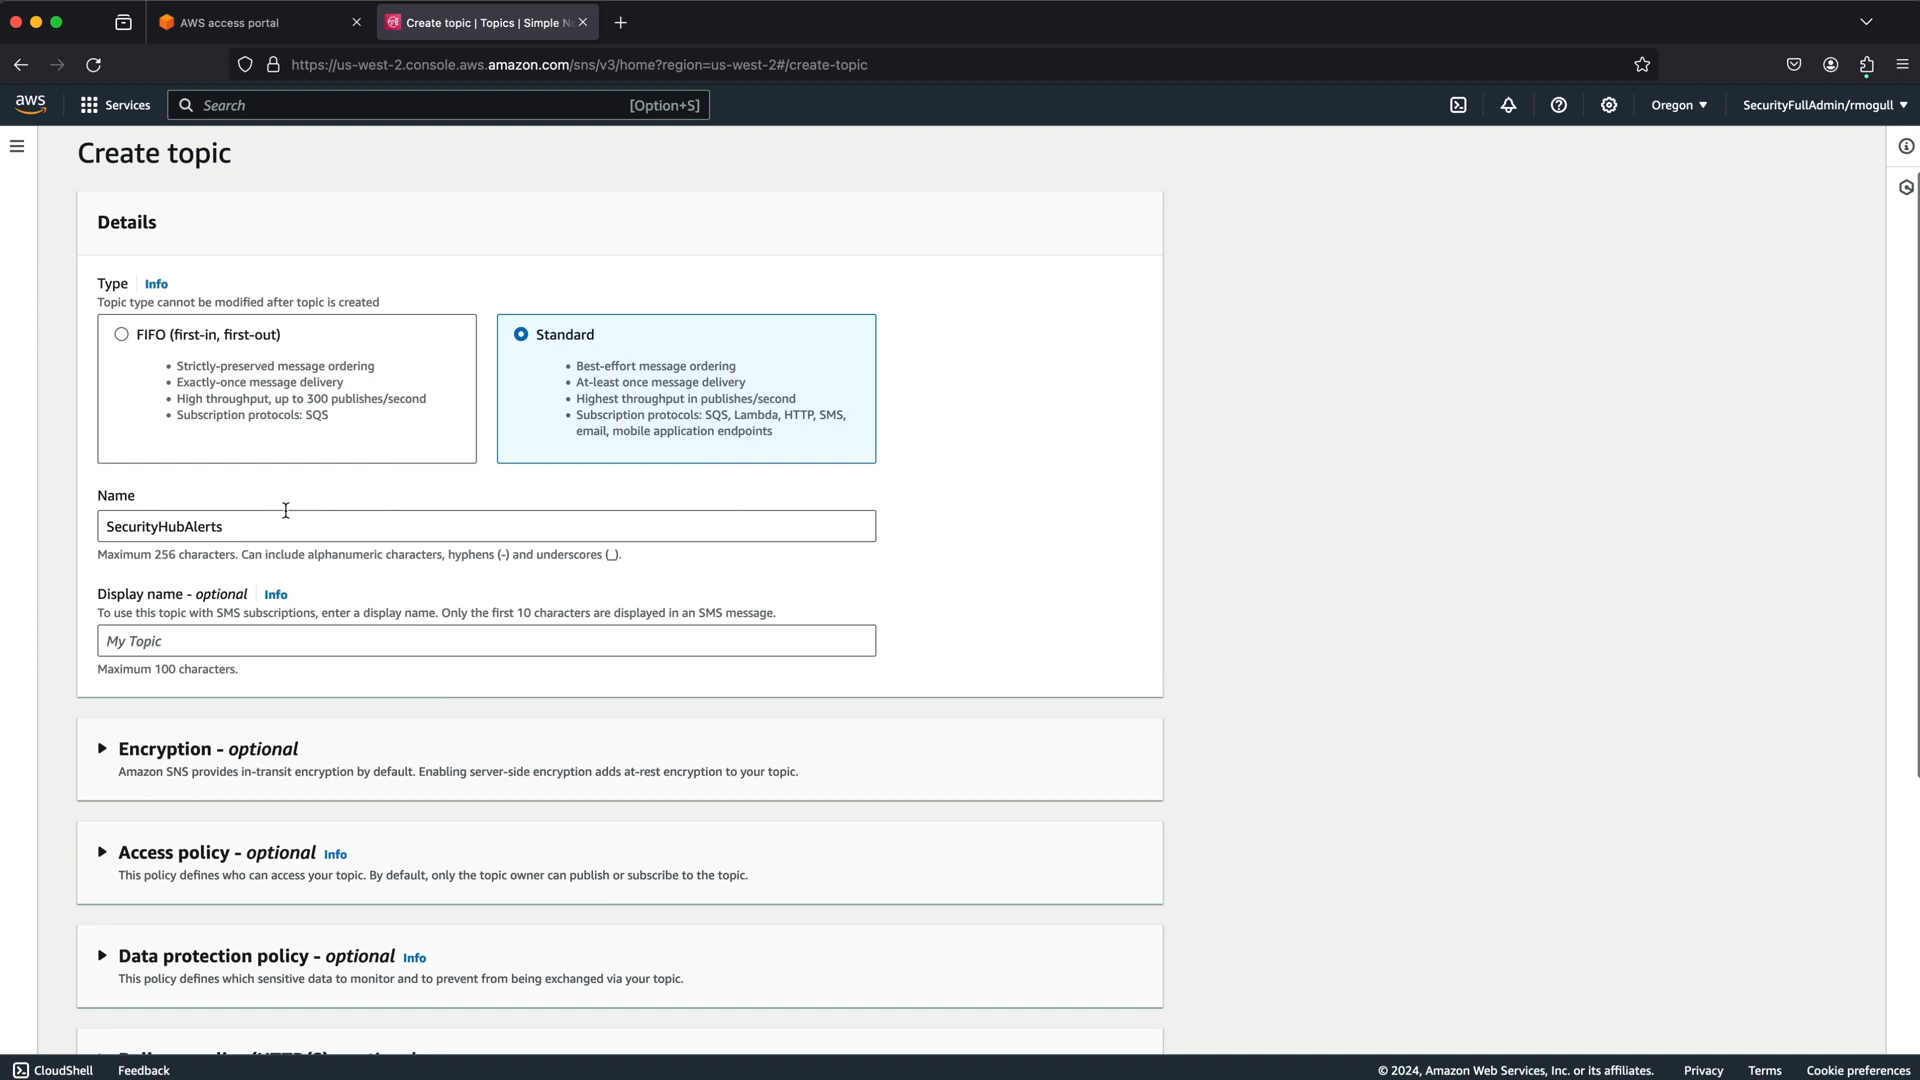 AWS access portal
Create topic | Topics | Simple N
https://us-west-2.console.aws.amazon.com/sns/v3/home?region=us-west-2#/create-topic
aws
Services
Search
[Option+S]
Oregon
SecurityFullAdmin/rmogull
Create topic
Details
Type Info
Topic type cannot be modified after topic is created
FIFO (first-in, first-out)
• Strictly-preserved message ordering
• Exactly-once message delivery
• High throughput, up to 300 publishes/second
• Subscription protocols: SQS
Standard
• Best-effort message ordering
• At-least once message delivery
• Highest throughput in publishes/second
• Subscription protocols: SQS, Lambda, HTTP, SMS,
email, mobile application endpoints
Name
SecurityHubAlerts
Maximum 256 characters. Can include alphanumeric characters, hyphens (-) and underscores (_).
Display name - optional Info
To use this topic with SMS subscriptions, enter a display name. Only the first 10 characters are displayed in an SMS message.
My Topic
Maximum 100 characters.
Encryption - optional
Amazon SNS provides in-transit encryption by default. Enabling server-side encryption adds at-rest encryption to your topic.
Access policy - optional Info
This policy defines who can access your topic. By default, only the topic owner can publish or subscribe to the topic.
Data protection policy - optional Info
This policy defines which sensitive data to monitor and to prevent from being exchanged via your topic.
CloudShell
Feedback
© 2024, Amazon Web Services, Inc. or its affiliates.
Privacy
Terms
Cookie preferences